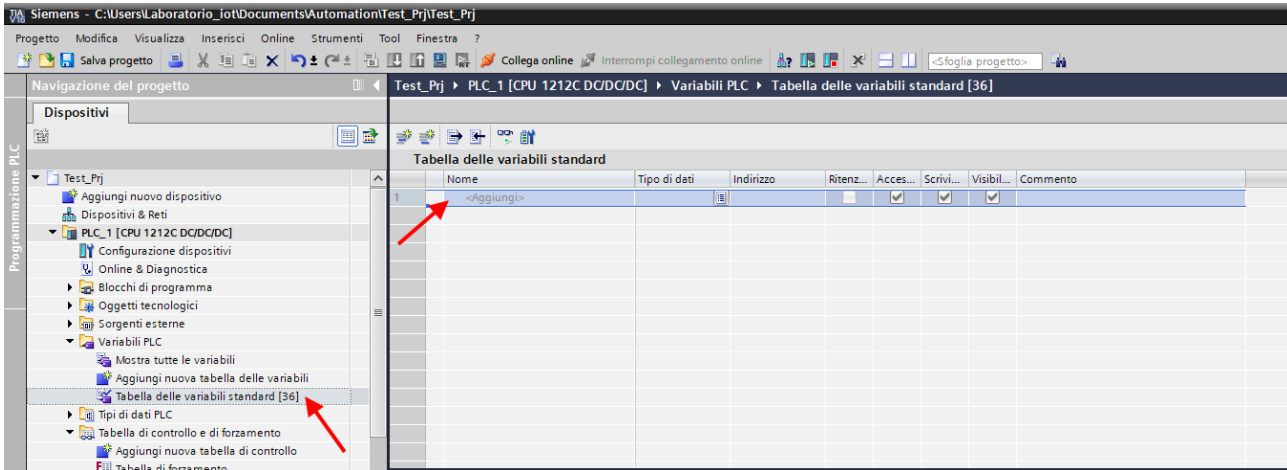 Siemens - C:\Users\Laboratorio_iot\Documents\Automation\Test_Prj\Test_Prj
Progetto Modifica Visualizza Inserisci Online Strumenti Tool Finestra ?
Salva progetto Collega online Interrompi collegamento online <Sfoglia progetto>
Navigazione del progetto
Test_Prj PLC_1 [CPU 1212C DC/DC/DC] Variabili PLC Tabella delle variabili standard [36]
Dispositivi
Tabella delle variabili standard
Nome Tipo di dati Indirizzo Ritenz... Acces... Scrivi... Visibil... Commento
1 <Aggiungi>
Programmazione PLC
Test_Prj
Aggiungi nuovo dispositivo
Dispositivi & Reti
PLC_1 [CPU 1212C DC/DC/DC]
Configurazione dispositivi
Online & Diagnostica
Blocchi di programma
Oggetti tecnologici
Sorgenti esterne
Variabili PLC
Mostra tutte le variabili
Aggiungi nuova tabella delle variabili
Tabella delle variabili standard [36]
Tipi di dati PLC
Tabella di controllo e di forzamento
Aggiungi nuova tabella di controllo
Tabella di forzamento